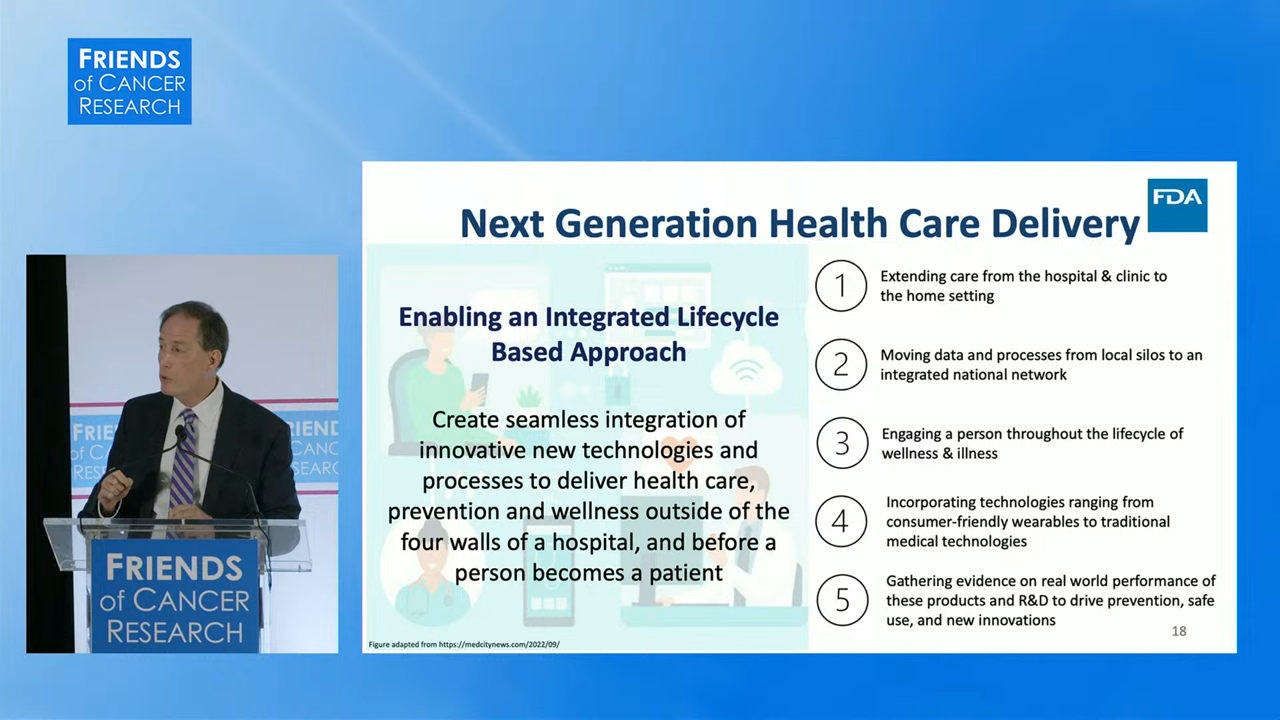 FRIENDS
of CANCER
RESEARCH
FDA
Next Generation Health Care Delivery
Enabling an Integrated Lifecycle
Based Approach
Create seamless integration of
innovative new technologies and
processes to deliver health care,
prevention and wellness outside of the
four walls of a hospital, and before a
person becomes a patient
1
Extending care from the hospital & clinic to
the home setting
2
Moving data and processes from local silos to an
integrated national network
3
Engaging a person throughout the lifecycle of
wellness & illness
4
Incorporating technologies ranging from
consumer-friendly wearables to traditional
medical technologies
5
Gathering evidence on real world performance of
these products and R&D to drive prevention, safe
use, and new innovations
18
Figure adapted from https://medcitynews.com/2022/09/
FRIENDS
of CANCER
RESEARCH